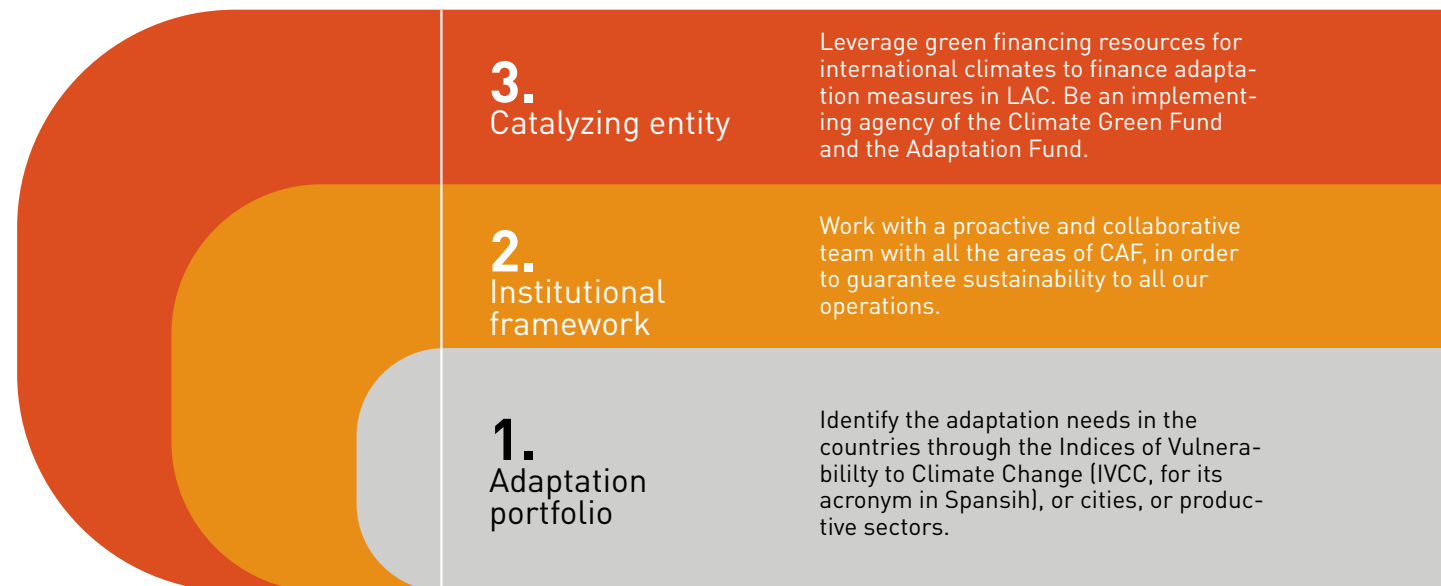 3.
Catalyzing entity
Leverage green financing resources for
international climates to finance adapta-
tion measures in LAC. Be an implement-
ing agency of the Climate Green Fund
and the Adaptation Fund.
2.
Institutional
framework
Work with a proactive and collaborative
team with all the areas of CAF, in order
to guarantee sustainability to all our
operations.
1.
Adaptation
portfolio
Identify the adaptation needs in the
countries through the Indices of Vulnera-
bililty to Climate Change (IVCC, for its
acronym in Spansih), or cities, or produc-
tive sectors.